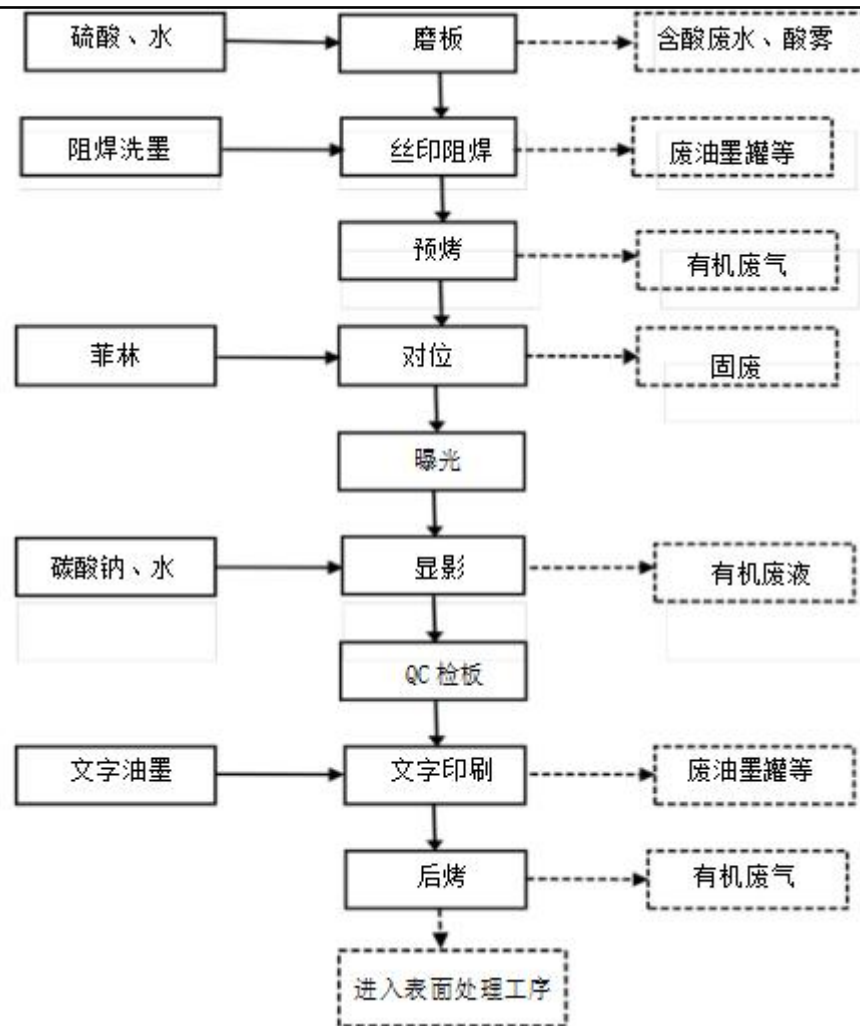 硫酸、水
磨板
含酸废水、酸雾
阻焊洗墨
丝印阻焊
废油墨罐等
预烤
有机废气
菲林
对位
固废
曝光
碳酸钠、水
显影
有机废液
QC检板
文字油墨
文字印刷
废油墨罐等
后烤
有机废气
进入表面处理工序